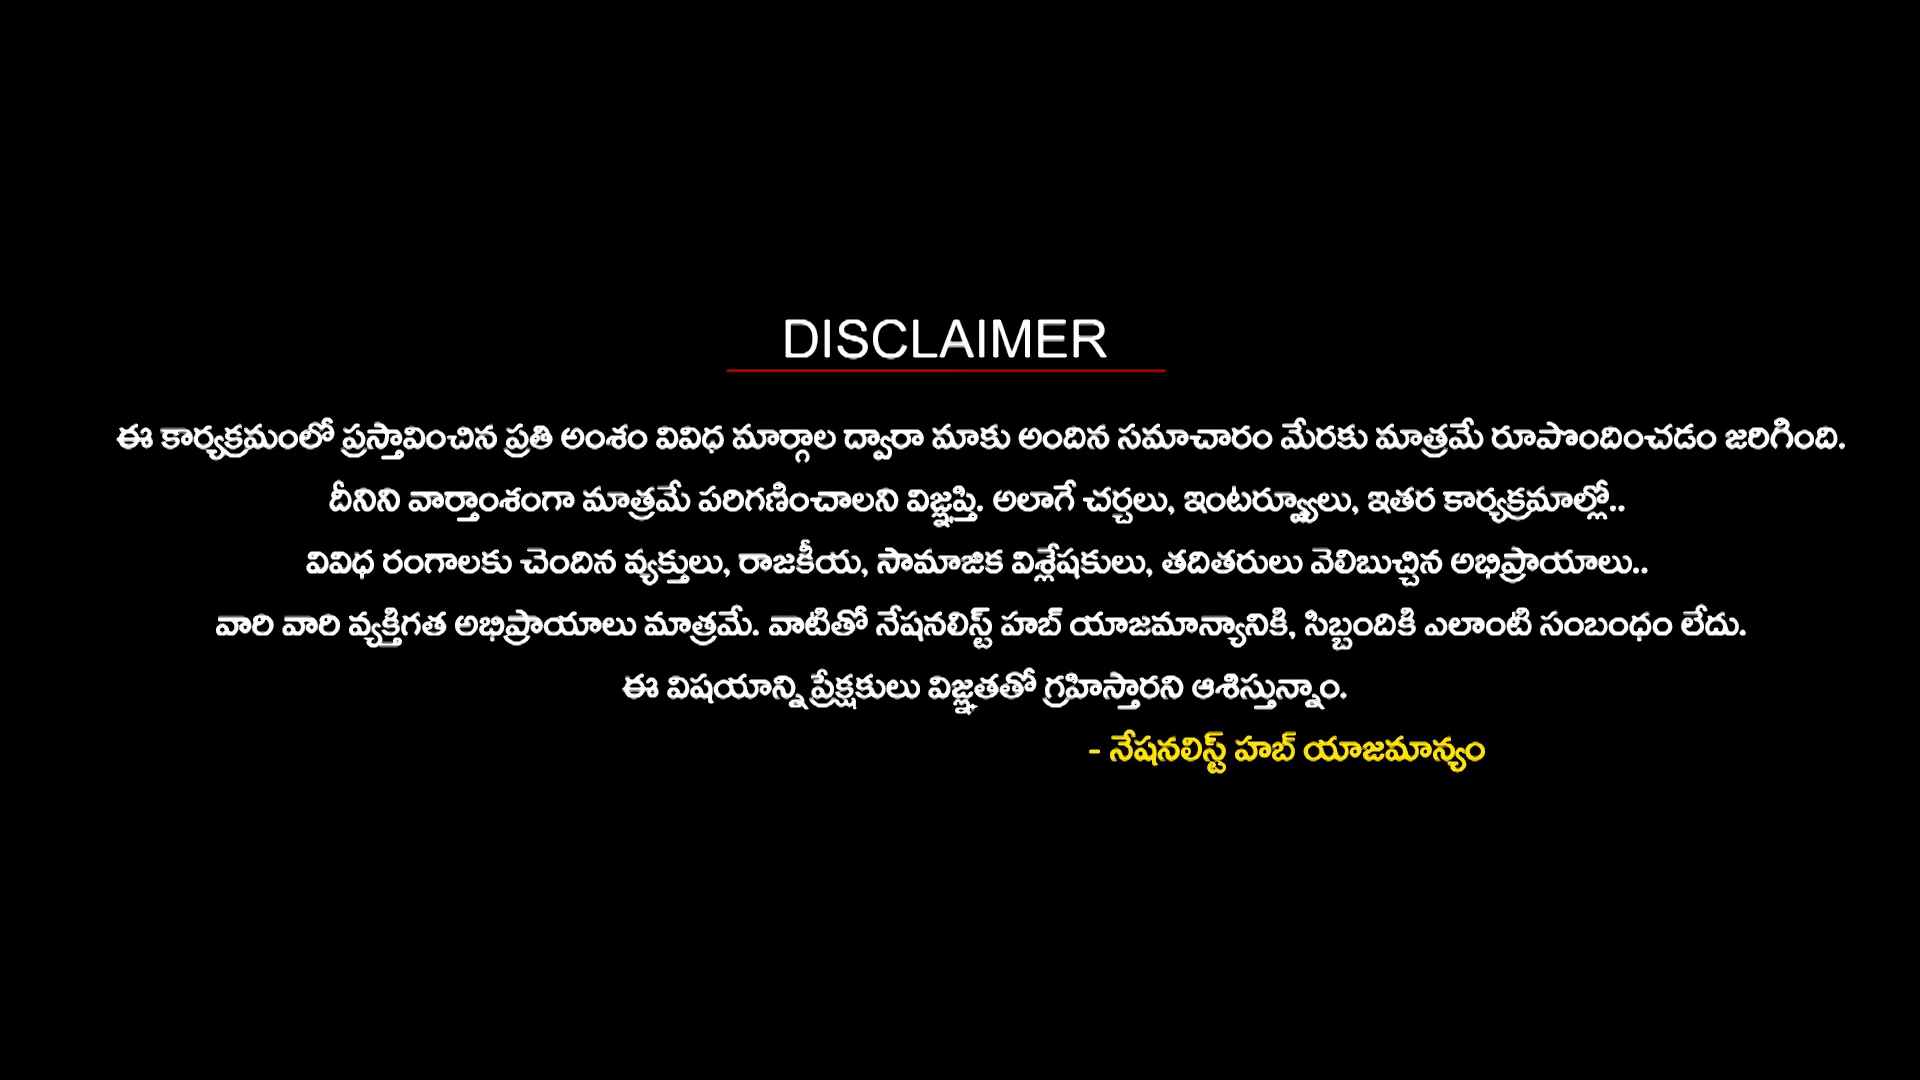 DISCLAIMER
ఈ కార్యక్రమంలో ప్రస్తావించిన ప్రతి అంశం వివిధ మార్గాల ద్వారా మాకు అందిన సమాచారం మేరకు మాత్రమే రూపొందించడం జరిగింది.
దీనిని వార్తాంశంగా మాత్రమే పరిగణించాలని విజ్ఞప్తి. అలాగే చర్చలు, ఇంటర్వ్యూలు, ఇతర కార్యక్రమాల్లో..
వివిధ రంగాలకు చెందిన వ్యక్తులు, రాజకీయ, సామాజిక విశ్లేషకులు, తదితరులు వెలిబుచ్చిన అభిప్రాయాలు..
వారి వారి వ్యక్తిగత అభిప్రాయాలు మాత్రమే. వాటితో నేషనలిస్ట్ హబ్ యాజమాన్యానికి, సిబ్బందికి ఎలాంటి సంబంధం లేదు.
ఈ విషయాన్ని ప్రేక్షకులు విజ్ఞతతో గ్రహిస్తారని ఆశిస్తున్నాం.
- నేషనలిస్ట్ హబ్ యాజమాన్యం